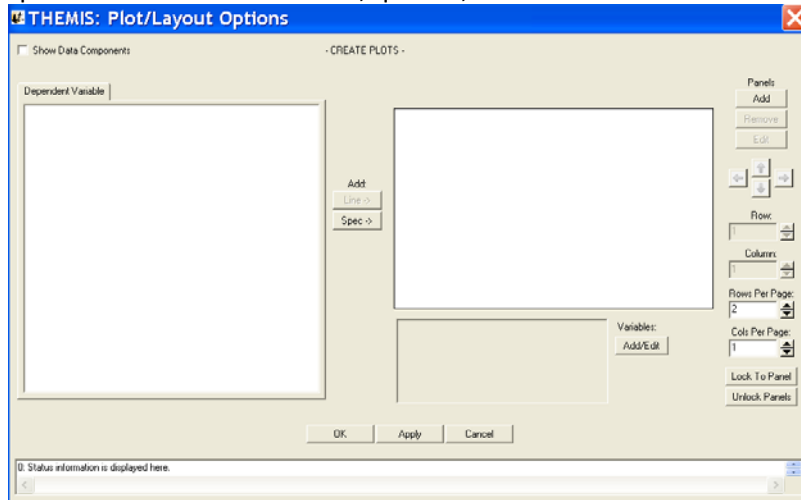 THEMIS: Plot/Layout Options
Show Data Components
- CREATE PLOTS -
Dependent Variable
Add:
Line ->
Spec ->
Panels
Add
Remove
Edit
Row:
1
Column:
1
Rows Per Page:
2
Cols Per Page:
1
Lock To Panel
Unlock Panels
Variables:
Add/Edit
OK
Apply
Cancel
0: Status information is displayed here.